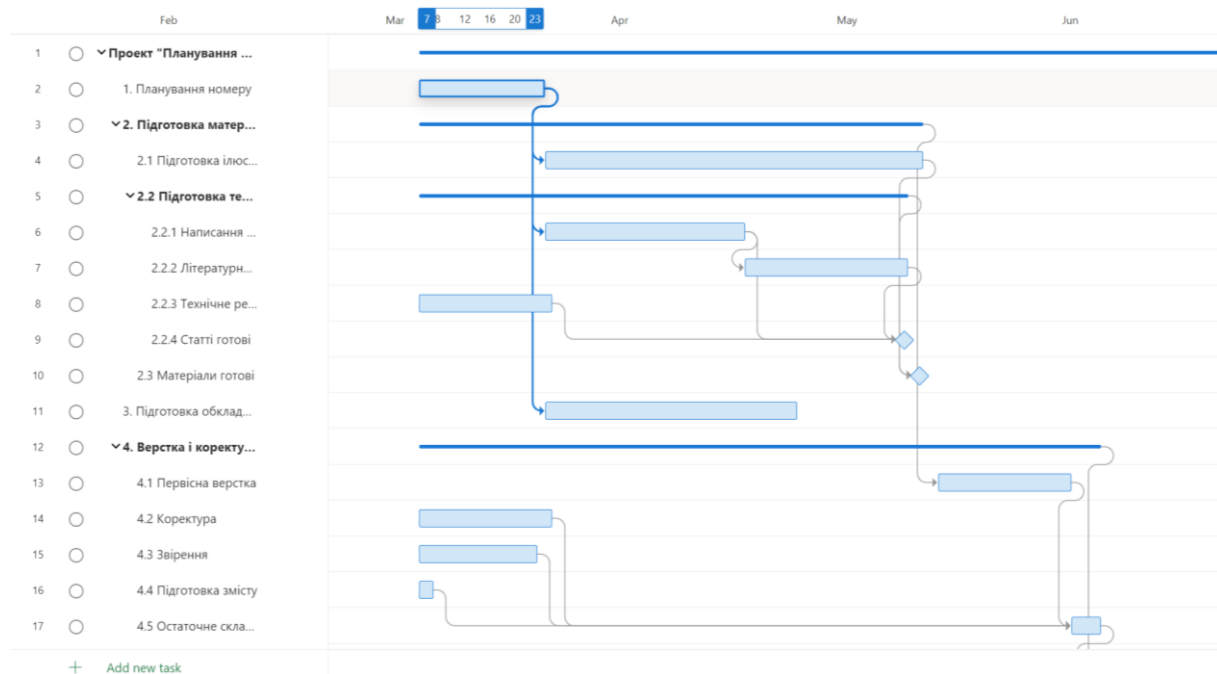 Feb Mar 7 8 12 16 20 23 Apr May Jun
1 Проект "Планування ...
2 1. Планування номеру
3 2. Підготовка матер...
4 2.1 Підготовка ілюс...
5 2.2 Підготовка те...
6 2.2.1 Написання ...
7 2.2.2 Літературн...
8 2.2.3 Технічне ре...
9 2.2.4 Статті готові
10 2.3 Матеріали готові
11 3. Підготовка обклад...
12 4. Верстка і коректу...
13 4.1 Первісна верстка
14 4.2 Коректура
15 4.3 Звірення
16 4.4 Підготовка змісту
17 4.5 Остаточне скла...
Add new task